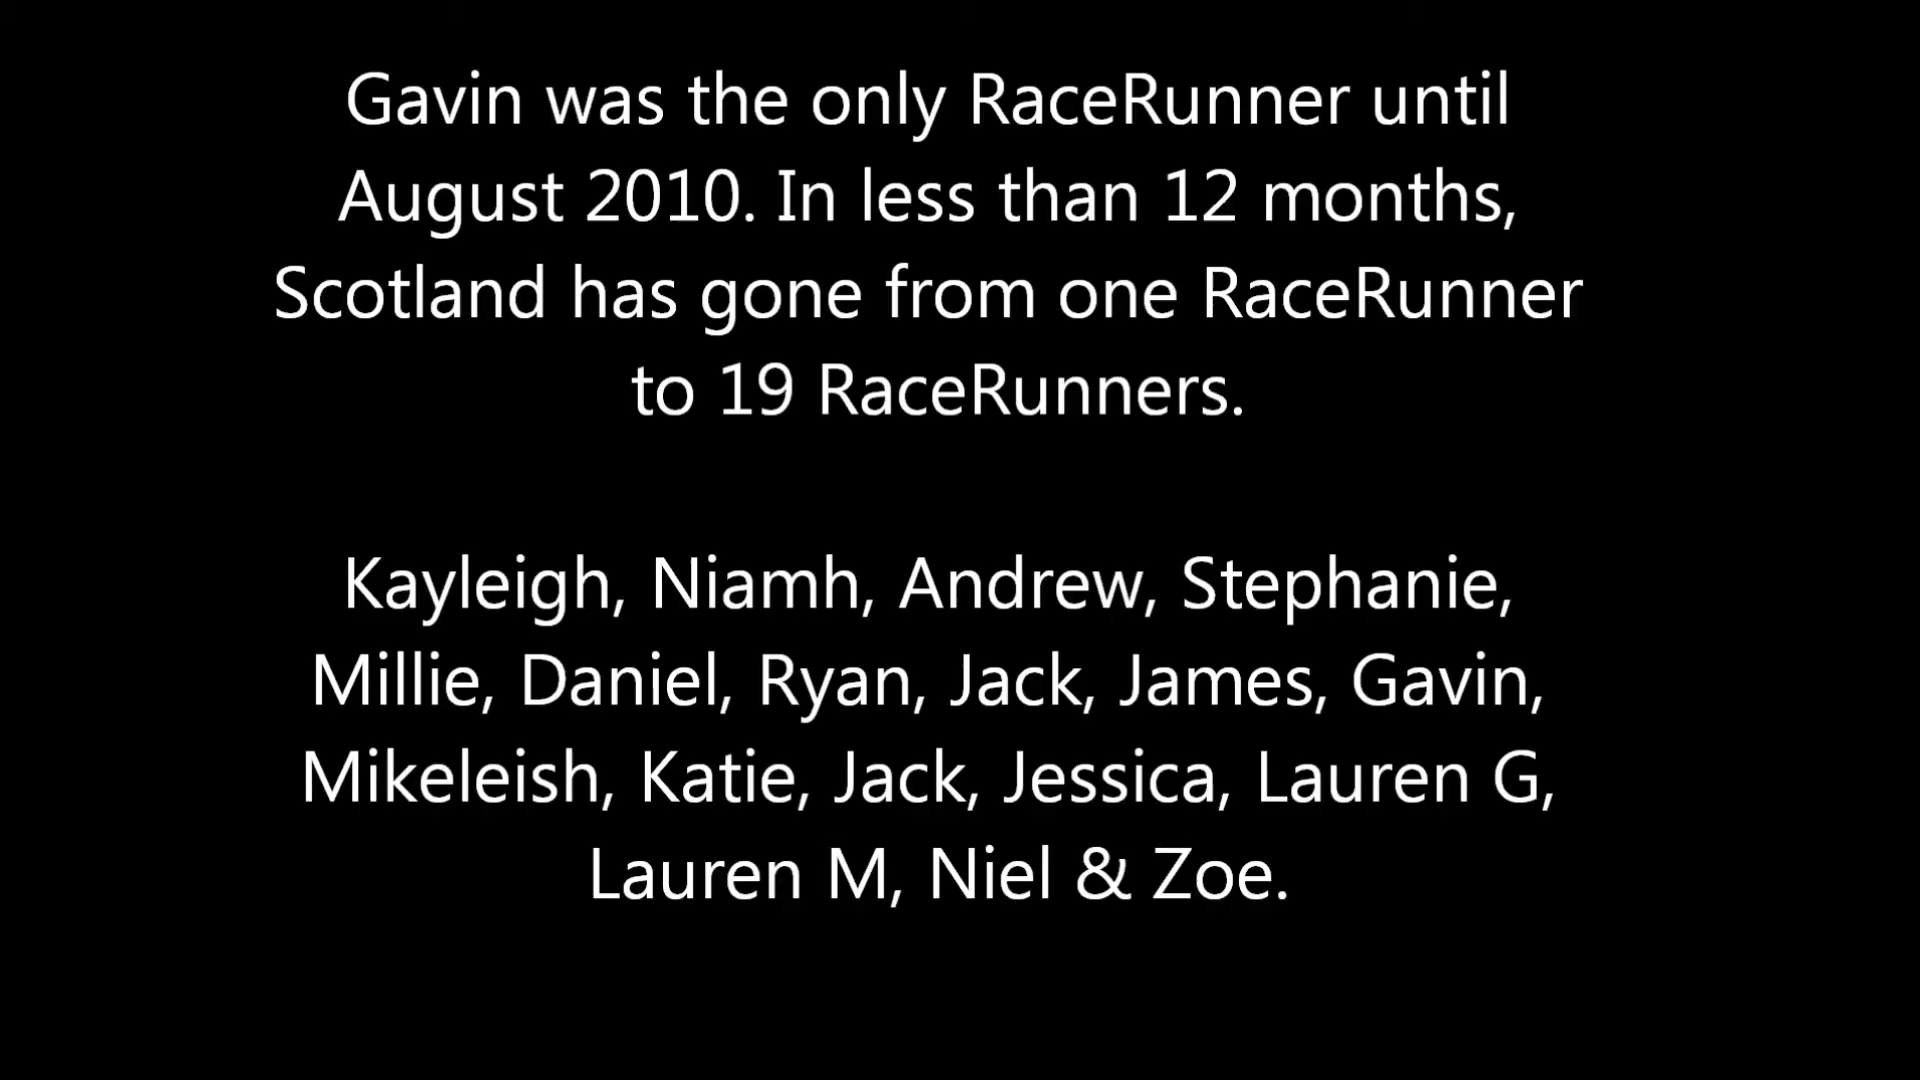 Gavin was the only RaceRunner until
August 2010. In less than 12 months,
Scotland has gone from one RaceRunner
to 19 RaceRunners.
Kayleigh, Niamh, Andrew, Stephanie,
Millie, Daniel, Ryan, Jack, James, Gavin,
Mikeleish, Katie, Jack, Jessica, Lauren G,
Lauren M, Niel & Zoe.